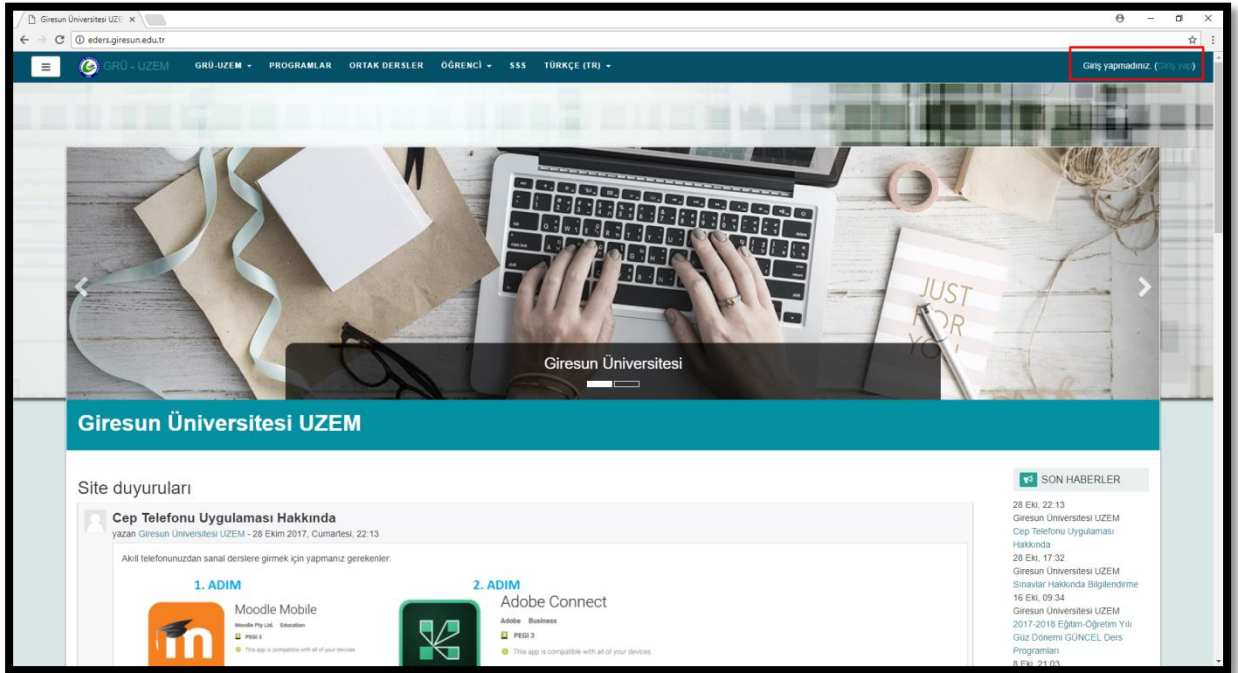 Giresun Üniversitesi UZE
eders.giresun.edu.tr
GRÜ - UZEM GRÜ-UZEM PROGRAMLAR ORTAK DERSLER ÖĞRENCİ SSS TÜRKÇE (TR) Giriş yapmadınız. (Giriş yap)
JUST
FOR
YOU
Giresun Üniversitesi
Giresun Üniversitesi UZEM
Site duyuruları
Cep Telefonu Uygulaması Hakkında
yazan Giresun Üniversitesi UZEM - 28 Ekim 2017, Cumartesi, 22:13
Akıll telefonunuzdan sanal derslere girmek için yapmanız gerekenler:
1. ADIM
Moodle Mobile
Moodle Pty Ltd. Education
PEGI 3
This app is compatible with all of your devices.
2. ADIM
Adobe Connect
Adobe Business
PEGI 3
This app is compatible with all of your devices.
SON HABERLER
28 Eki, 22:13
Giresun Üniversitesi UZEM
Cep Telefonu Uygulaması
Hakkında
28 Eki, 17:32
Giresun Üniversitesi UZEM
Sınavlar Hakkında Bilgilendirme
16 Eki, 09:34
Giresun Üniversitesi UZEM
2017-2018 Eğitim-Öğretim Yılı
Güz Dönemi GÜNCEL Ders
Programları
8 Eki, 21:03